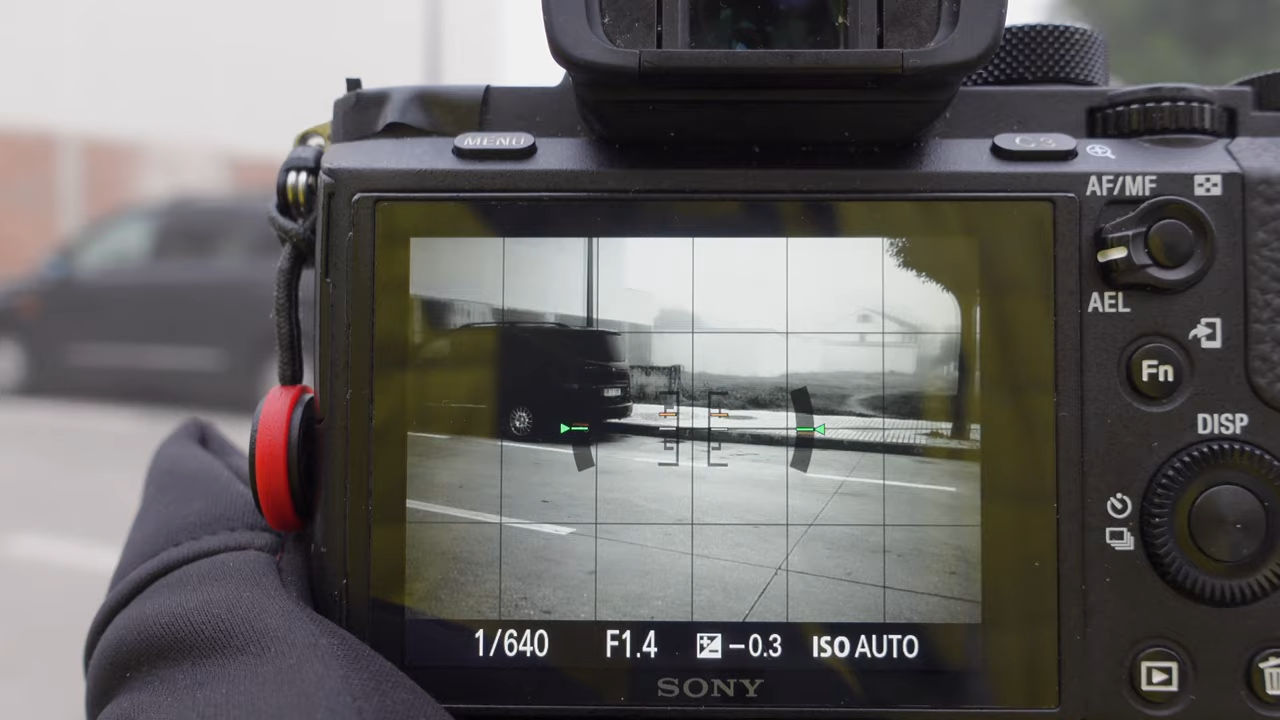 MENU
C3
AF/MF
AEL
Fn
DISP
1/640 F1.4 −0.3 ISO AUTO
SONY